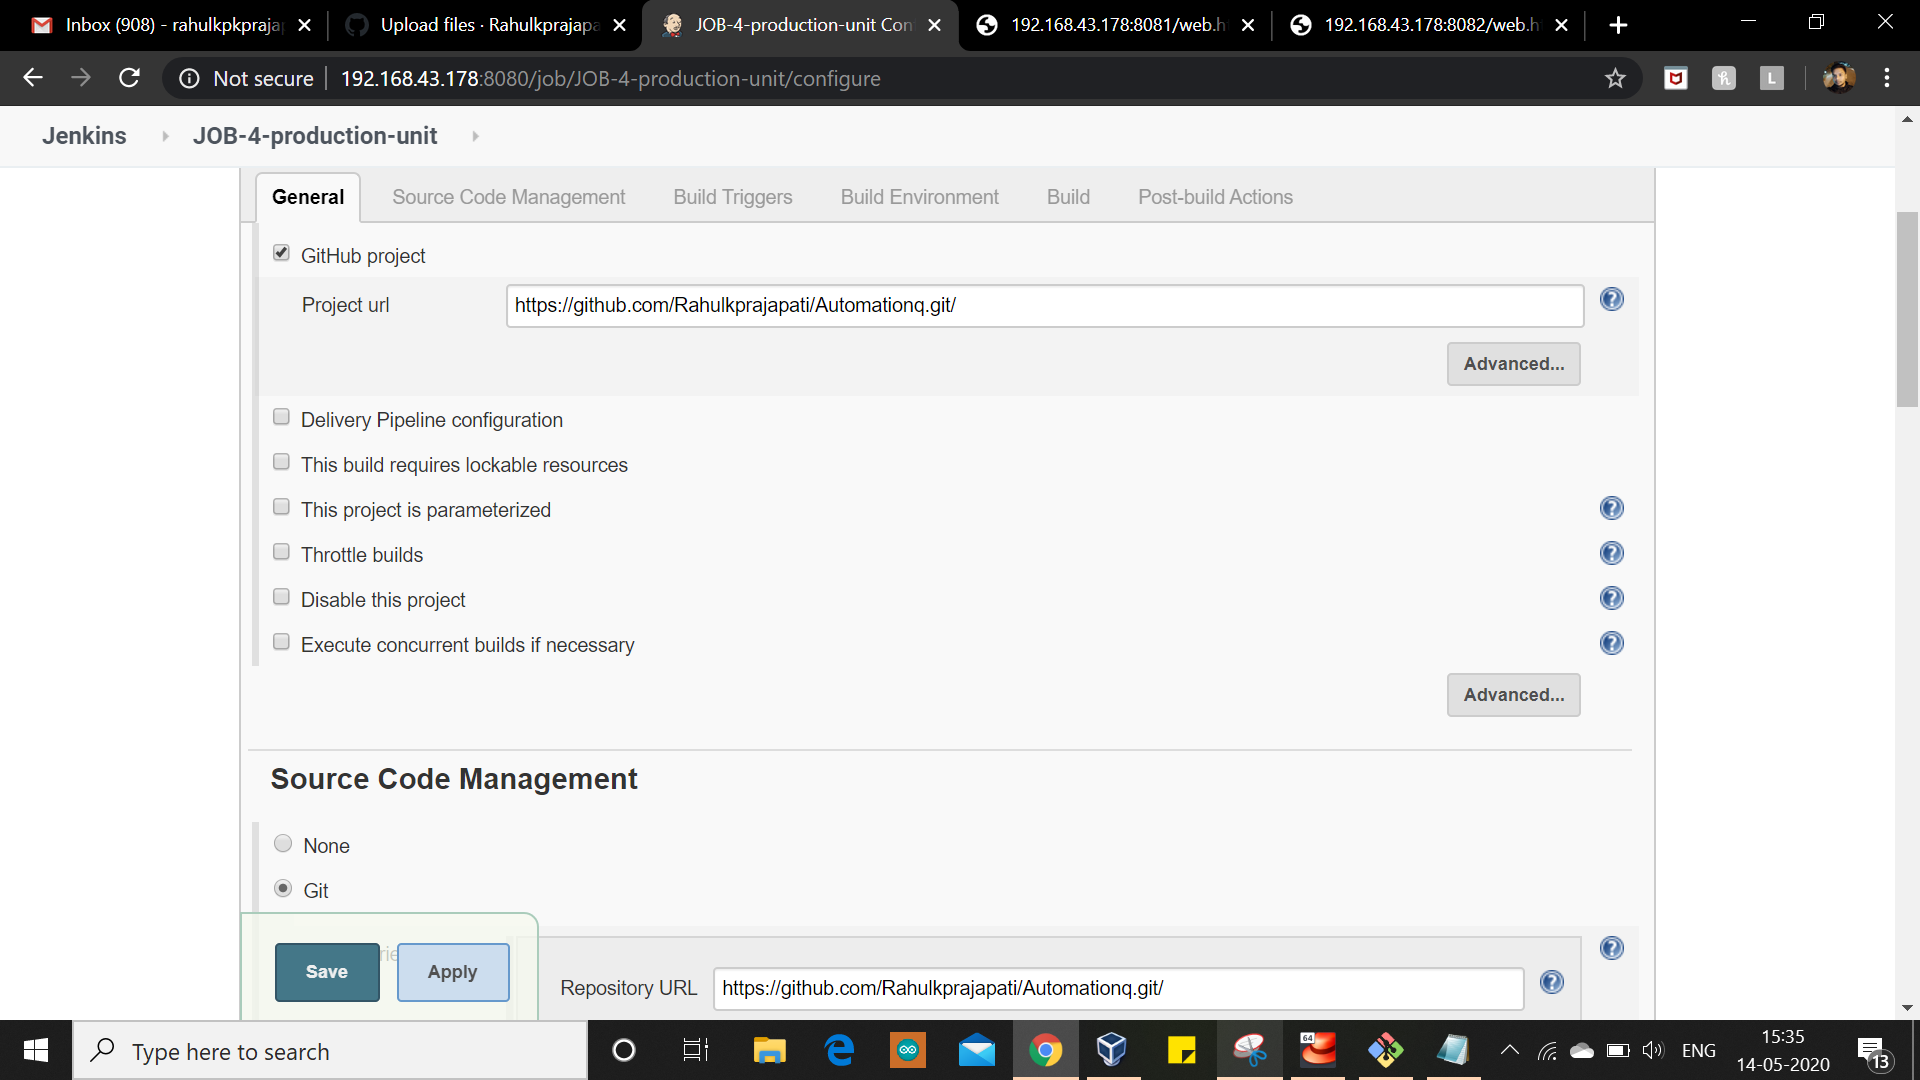 Inbox (908) - rahulkpkpraja
Upload files · Rahulkprajapa
JOB-4-production-unit Con
192.168.43.178:8081/web.h
192.168.43.178:8082/web.h
Not secure
192.168.43.178:8080/job/JOB-4-production-unit/configure
L
Jenkins
JOB-4-production-unit
General
Source Code Management
Build Triggers
Build Environment
Build
Post-build Actions
GitHub project
Project url
https://github.com/Rahulkprajapati/Automationq.git/
?
Advanced...
Delivery Pipeline configuration
This build requires lockable resources
This project is parameterized
?
Throttle builds
?
Disable this project
?
Execute concurrent builds if necessary
?
Advanced...
Source Code Management
None
Git
?
Save
Apply
Repository URL
https://github.com/Rahulkprajapati/Automationq.git/
?
Type here to search
64
ENG
15:35
14-05-2020
13